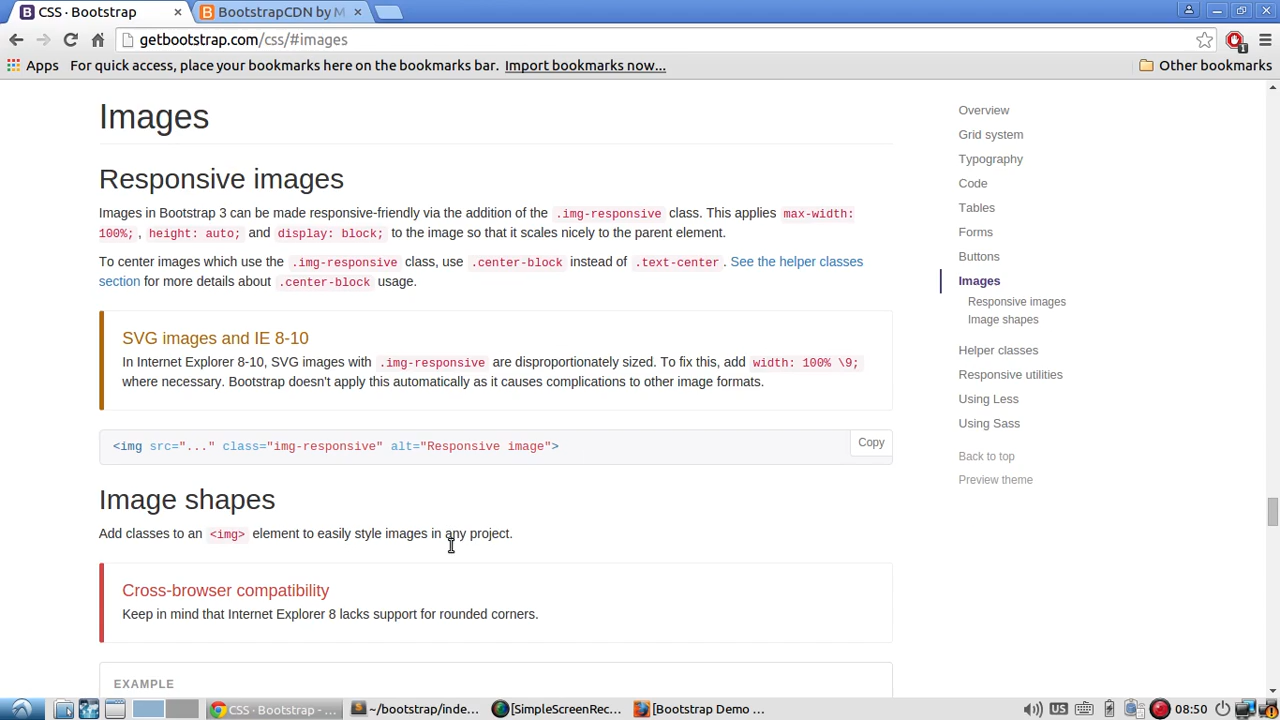 CSS · Bootstrap
BootstrapCDN by M
getbootstrap.com/css/#images
Apps For quick access, place your bookmarks here on the bookmarks bar. Import bookmarks now... Other bookmarks
Images
Responsive images
Images in Bootstrap 3 can be made responsive-friendly via the addition of the .img-responsive class. This applies max-width:
100%; , height: auto; and display: block; to the image so that it scales nicely to the parent element.
To center images which use the .img-responsive class, use .center-block instead of .text-center . See the helper classes
section for more details about .center-block usage.
SVG images and IE 8-10
In Internet Explorer 8-10, SVG images with .img-responsive are disproportionately sized. To fix this, add width: 100% \9;
where necessary. Bootstrap doesn't apply this automatically as it causes complications to other image formats.
<img src="..." class="img-responsive" alt="Responsive image">
Copy
Image shapes
Add classes to an <img> element to easily style images in any project.
Cross-browser compatibility
Keep in mind that Internet Explorer 8 lacks support for rounded corners.
EXAMPLE
Overview
Grid system
Typography
Code
Tables
Forms
Buttons
Images
Responsive images
Image shapes
Helper classes
Responsive utilities
Using Less
Using Sass
Back to top
Preview theme
CSS · Bootstrap - ...
~/bootstrap/inde...
[SimpleScreenRec...
[Bootstrap Demo ...
US
08:50